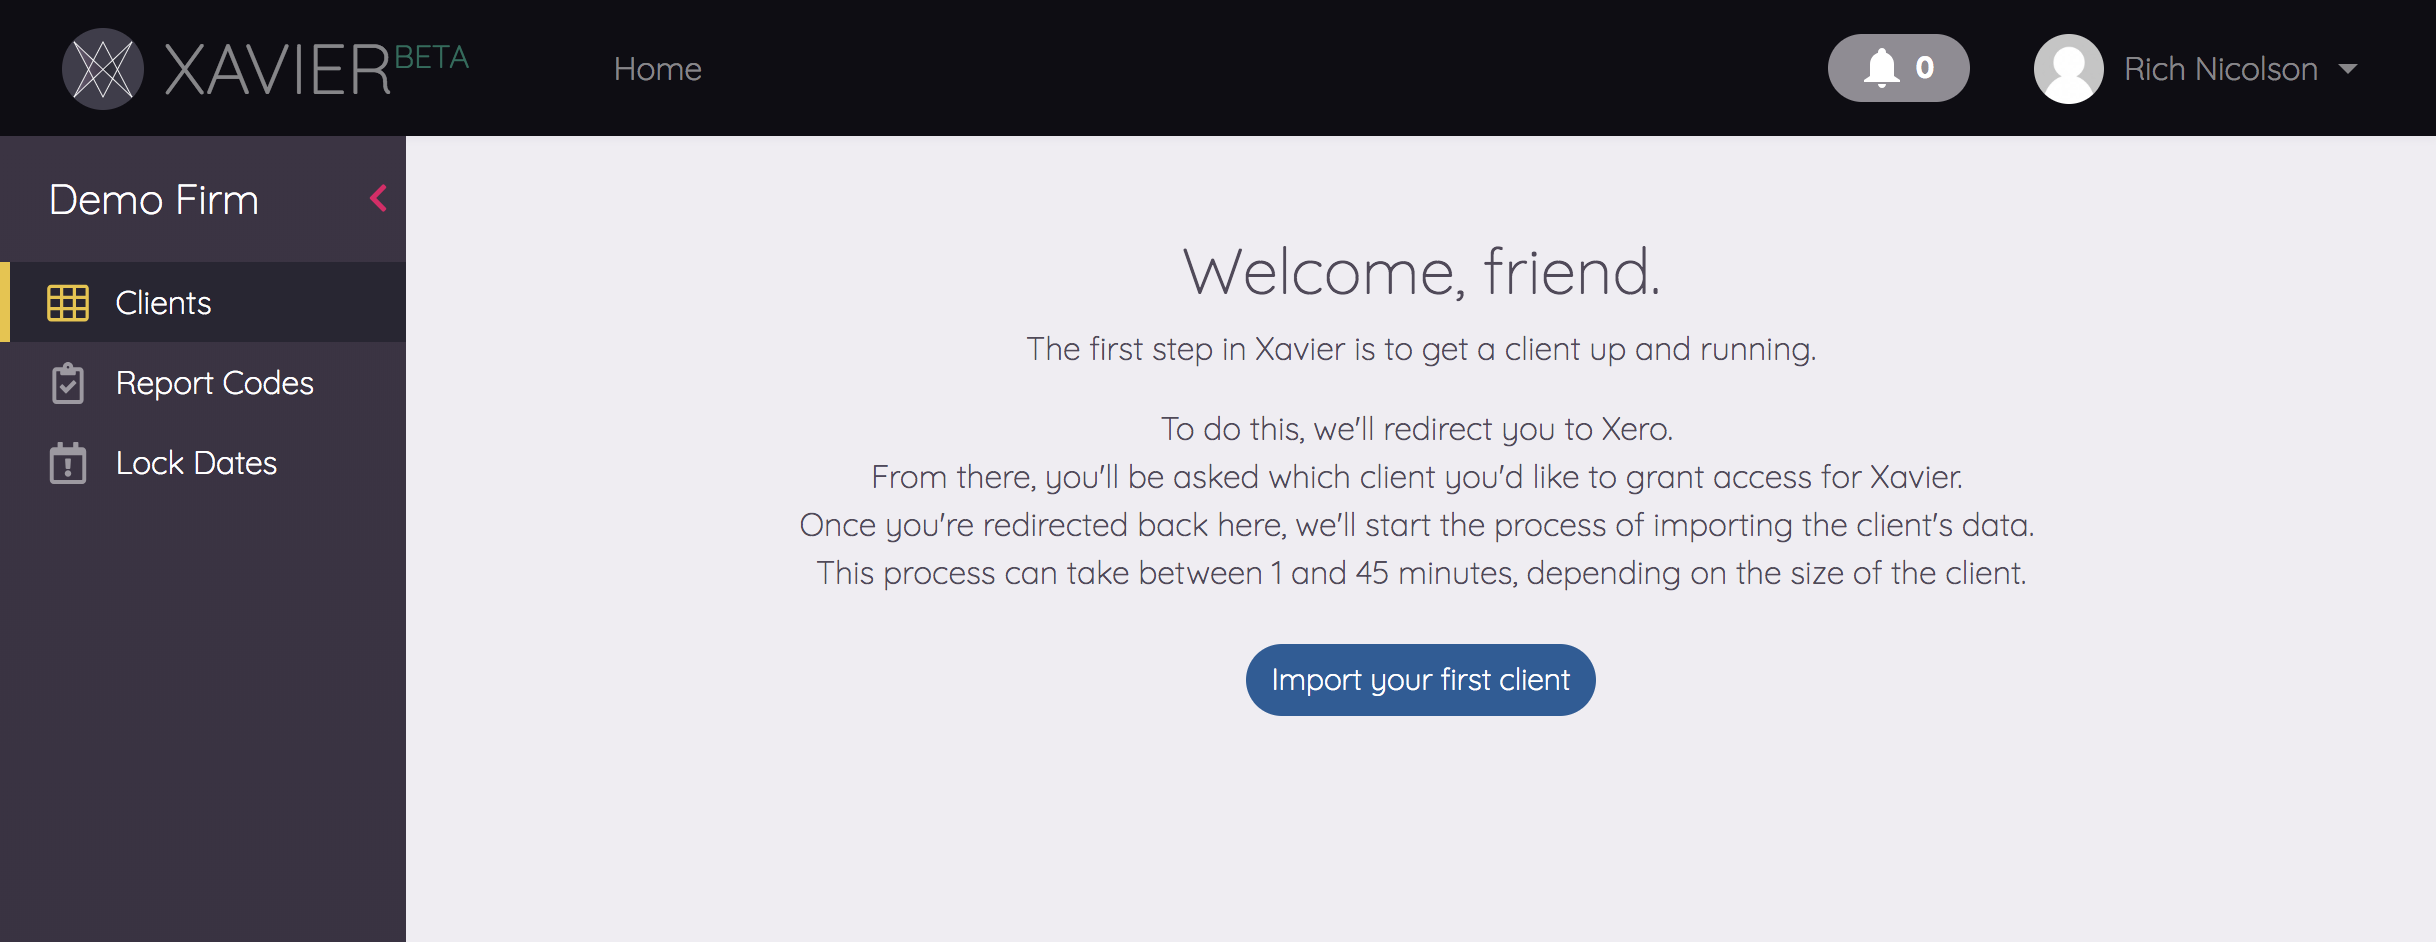 XAVIER BETA
Home
0
Rich Nicolson
Demo Firm
Clients
Report Codes
Lock Dates
Welcome, friend.
The first step in Xavier is to get a client up and running.
To do this, we'll redirect you to Xero.
From there, you'll be asked which client you'd like to grant access for Xavier.
Once you're redirected back here, we'll start the process of importing the client's data.
This process can take between 1 and 45 minutes, depending on the size of the client.
Import your first client